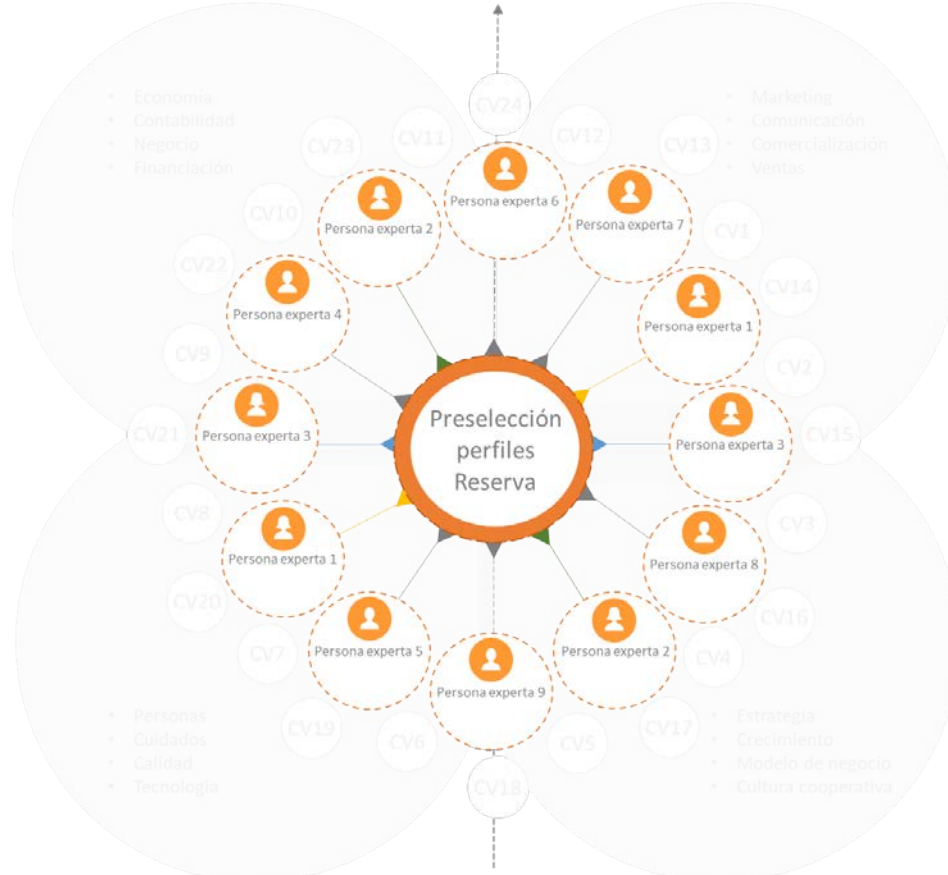 CV24
• Economía
• Contabilidad
• Negocio
• Financiación
• Marketing
• Comunicación
• Comercialización
• Ventas
CV23
CV11
CV12
CV13
Persona experta 6
Persona experta 2
Persona experta 7
CV10
CV1
CV22
CV14
Persona experta 4
Persona experta 1
CV9
CV2
Preselección
perfiles
Reserva
CV21
Persona experta 3
Persona experta 3
CV15
CV8
CV3
Persona experta 1
Persona experta 8
CV20
CV16
CV7
Persona experta 5
Persona experta 9
Persona experta 2
CV4
CV19
CV6
CV5
CV17
• Personas
• Cuidados
• Calidad
• Tecnología
• Estrategia
• Crecimiento
• Modelo de negocio
• Cultura cooperativa
CV18